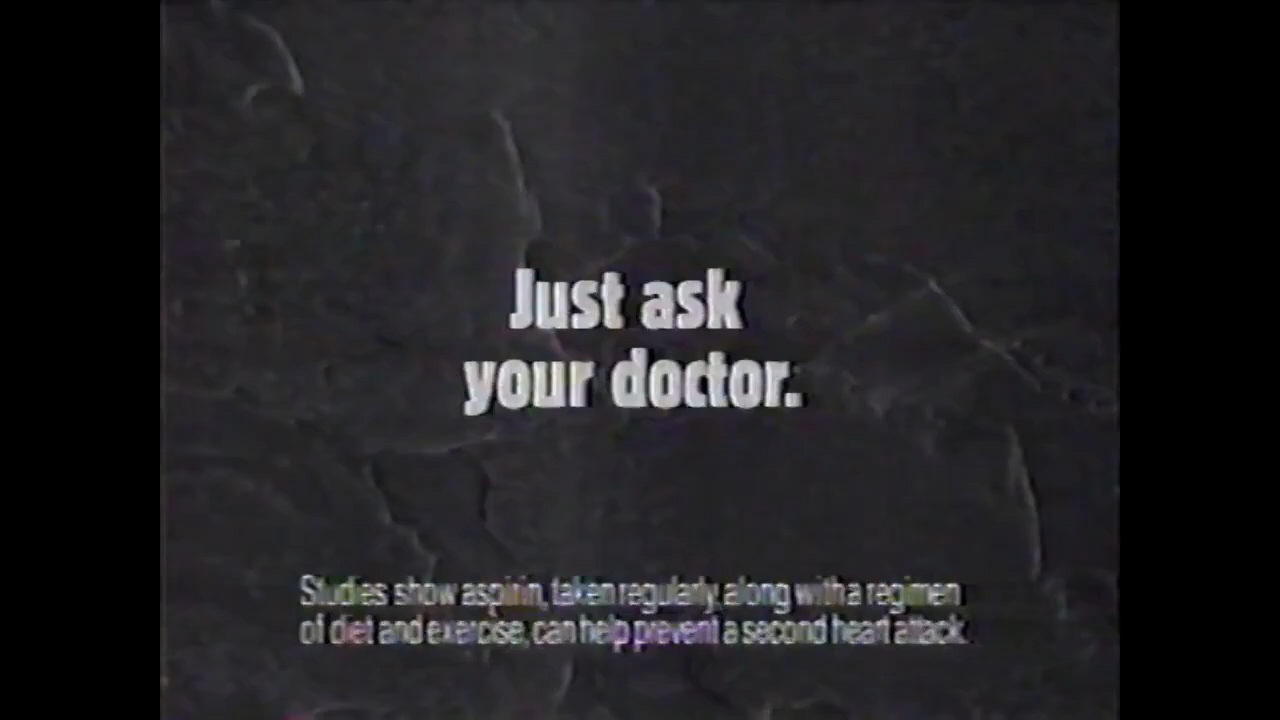 Just ask
your doctor.
Studies show aspirin, taken regularly, along with a regimen
of diet and exercise, can help prevent a second heart attack.